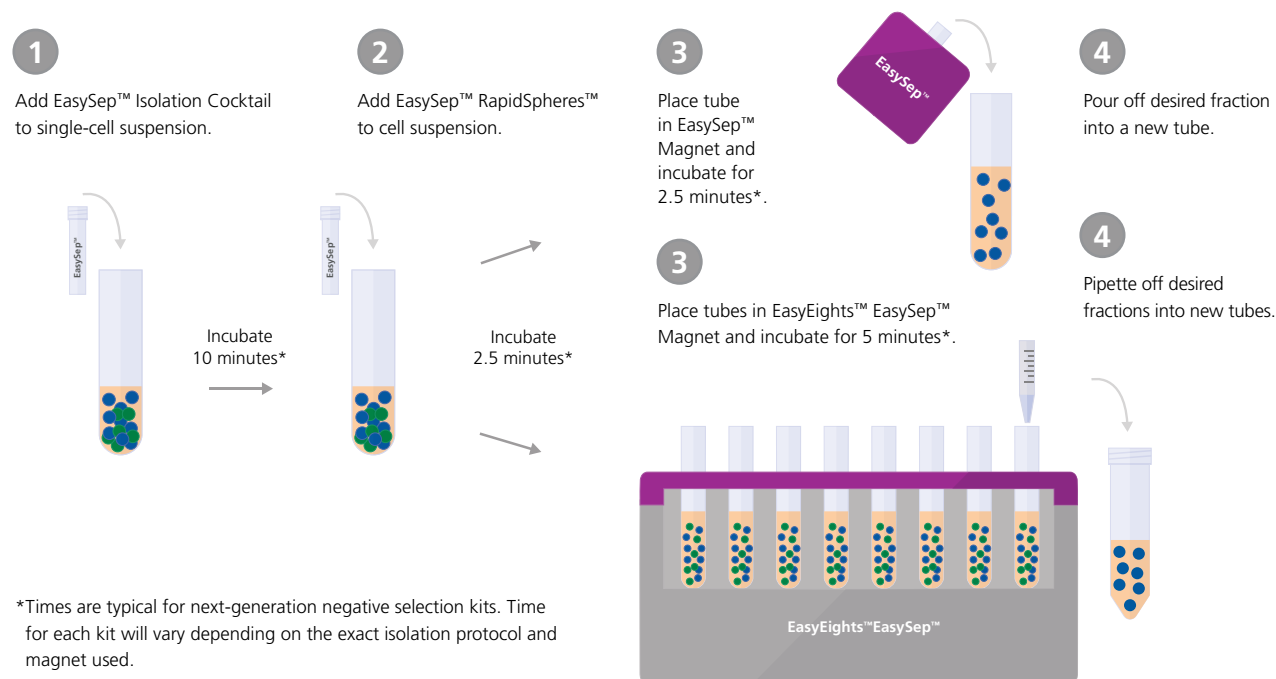 1
Add EasySep™ Isolation Cocktail
to single-cell suspension.
EasySep™
Incubate
10 minutes*
2
Add EasySep™ RapidSpheres™
to cell suspension.
EasySep™
Incubate
2.5 minutes*
3
Place tube
in EasySep™
Magnet and
incubate for
2.5 minutes*.
EasySep™
4
Pour off desired fraction
into a new tube.
3
Place tubes in EasyEights™ EasySep™
Magnet and incubate for 5 minutes*.
4
Pipette off desired
fractions into new tubes.
EasyEights™EasySep™
*Times are typical for next-generation negative selection kits. Time
for each kit will vary depending on the exact isolation protocol and
magnet used.